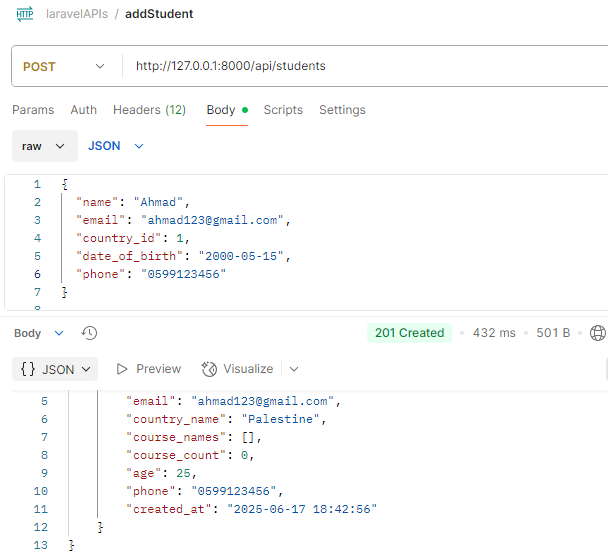 HTTP laravelAPIs / addStudent
POST http://127.0.0.1:8000/api/students
Params Auth Headers (12) Body Scripts Settings
raw JSON
1 {
2 "name": "Ahmad",
3 "email": "ahmad123@gmail.com",
4 "country_id": 1,
5 "date_of_birth": "2000-05-15",
6 "phone": "0599123456"
7 }
Body 201 Created 432 ms 501 B
{} JSON Preview Visualize
5 "email": "ahmad123@gmail.com",
6 "country_name": "Palestine",
7 "course_names": [],
8 "course_count": 0,
9 "age": 25,
10 "phone": "0599123456",
11 "created_at": "2025-06-17 18:42:56"
12 }
13 }